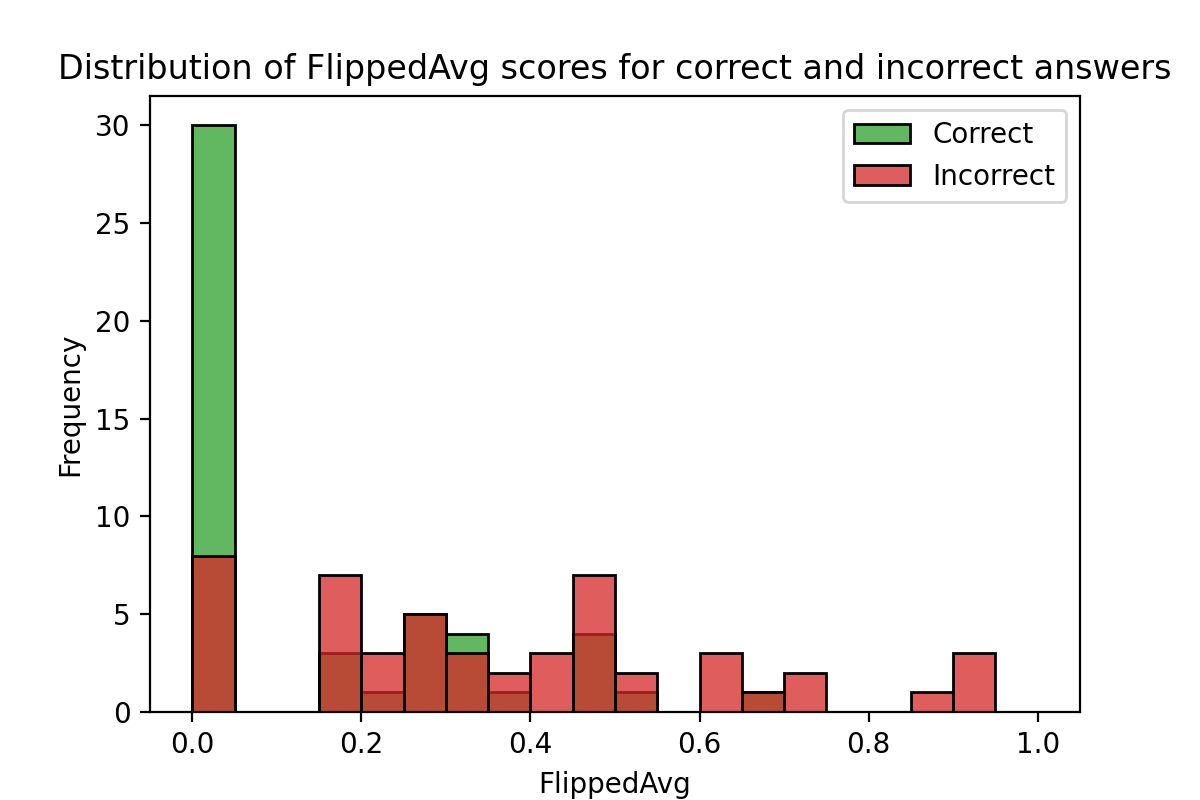 Distribution of FlippedAvg scores for correct and incorrect answers
Correct
Incorrect
30
25
20
15
10
5
0
Frequency
0.0 0.2 0.4 0.6 0.8 1.0
FlippedAvg